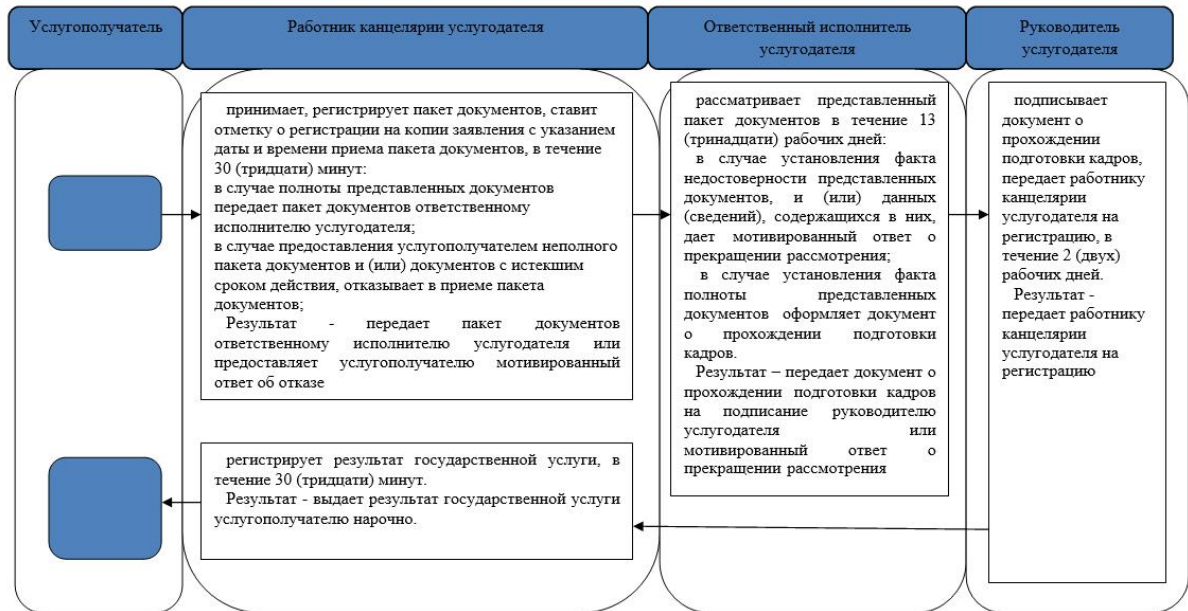 Услугополучатель
Работник канцелярии услугодателя
Ответственный исполнитель
услугодателя
Руководитель
услугодателя
принимает, регистрирует пакет документов, ставит
отметку о регистрации на копии заявления с указанием
даты и времени приема пакета документов, в течение
30 (тридцати) минут:
в случае полноты представленных документов
передает пакет документов ответственному
исполнителю услугодателя;
в случае предоставления услугополучателем неполного
пакета документов и (или) документов с истекшим
сроком действия, отказывает в приеме пакета
документов;
Результат - передает пакет документов
ответственному исполнителю услугодателя или
предоставляет услугополучателю мотивированный
ответ об отказе
рассматривает представленный
пакет документов в течение 13
(тринадцати) рабочих дней:
в случае установления факта
недостоверности представленных
документов, и (или) данных
(сведений), содержащихся в них,
дает мотивированный ответ о
прекращении рассмотрения;
в случае установления факта
полноты представленных
документов оформляет документ
о прохождении подготовки
кадров.
Результат – передает документ о
прохождении подготовки кадров
на подписание руководителю
услугодателя или
мотивированный ответ о
прекращении рассмотрения
подписывает
документ о
прохождении
подготовки кадров,
передает работнику
канцелярии
услугодателя на
регистрацию, в
течение 2 (двух)
рабочих дней.
Результат -
передает работнику
канцелярии
услугодателя на
регистрацию
регистрирует результат государственной услуги, в
течение 30 (тридцати) минут.
Результат - выдает результат государственной услуги
услугополучателю нарочно.